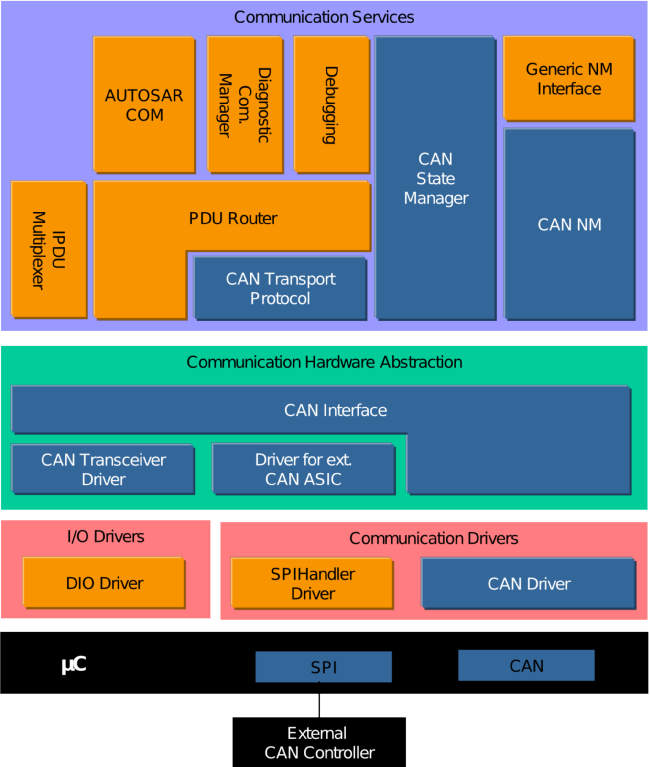 Communication Services
AUTOSAR
COM
Diagnostic
Com.
Manager
Debugging
CAN
State
Manager
Generic NM
Interface
IPDU
Multiplexer
PDU Router
CAN NM
CAN Transport
Protocol
Communication Hardware Abstraction
CAN Interface
CAN Transceiver
Driver
Driver for ext.
CAN ASIC
I/O Drivers
DIO Driver
Communication Drivers
SPIHandler
Driver
CAN Driver
µC
SPI
CAN
External
CAN Controller